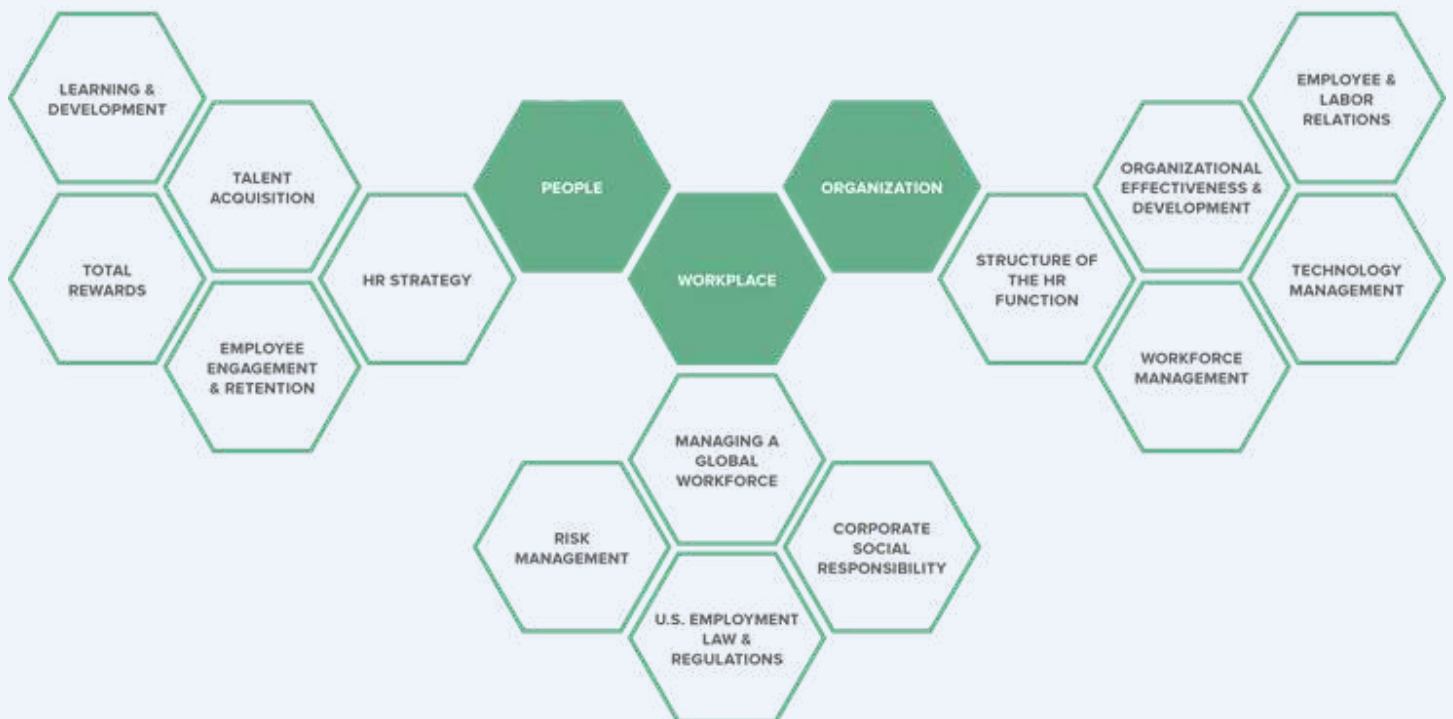 LEARNING &
DEVELOPMENT
TALENT
ACQUISITION
TOTAL
REWARDS
EMPLOYEE
ENGAGEMENT
& RETENTION
HR STRATEGY
PEOPLE
WORKPLACE
ORGANIZATION
MANAGING A
GLOBAL
WORKFORCE
RISK
MANAGEMENT
CORPORATE
SOCIAL
RESPONSIBILITY
U.S. EMPLOYMENT
LAW &
REGULATIONS
STRUCTURE OF
THE HR
FUNCTION
ORGANIZATIONAL
EFFECTIVENESS &
DEVELOPMENT
EMPLOYEE &
LABOR
RELATIONS
TECHNOLOGY
MANAGEMENT
WORKFORCE
MANAGEMENT